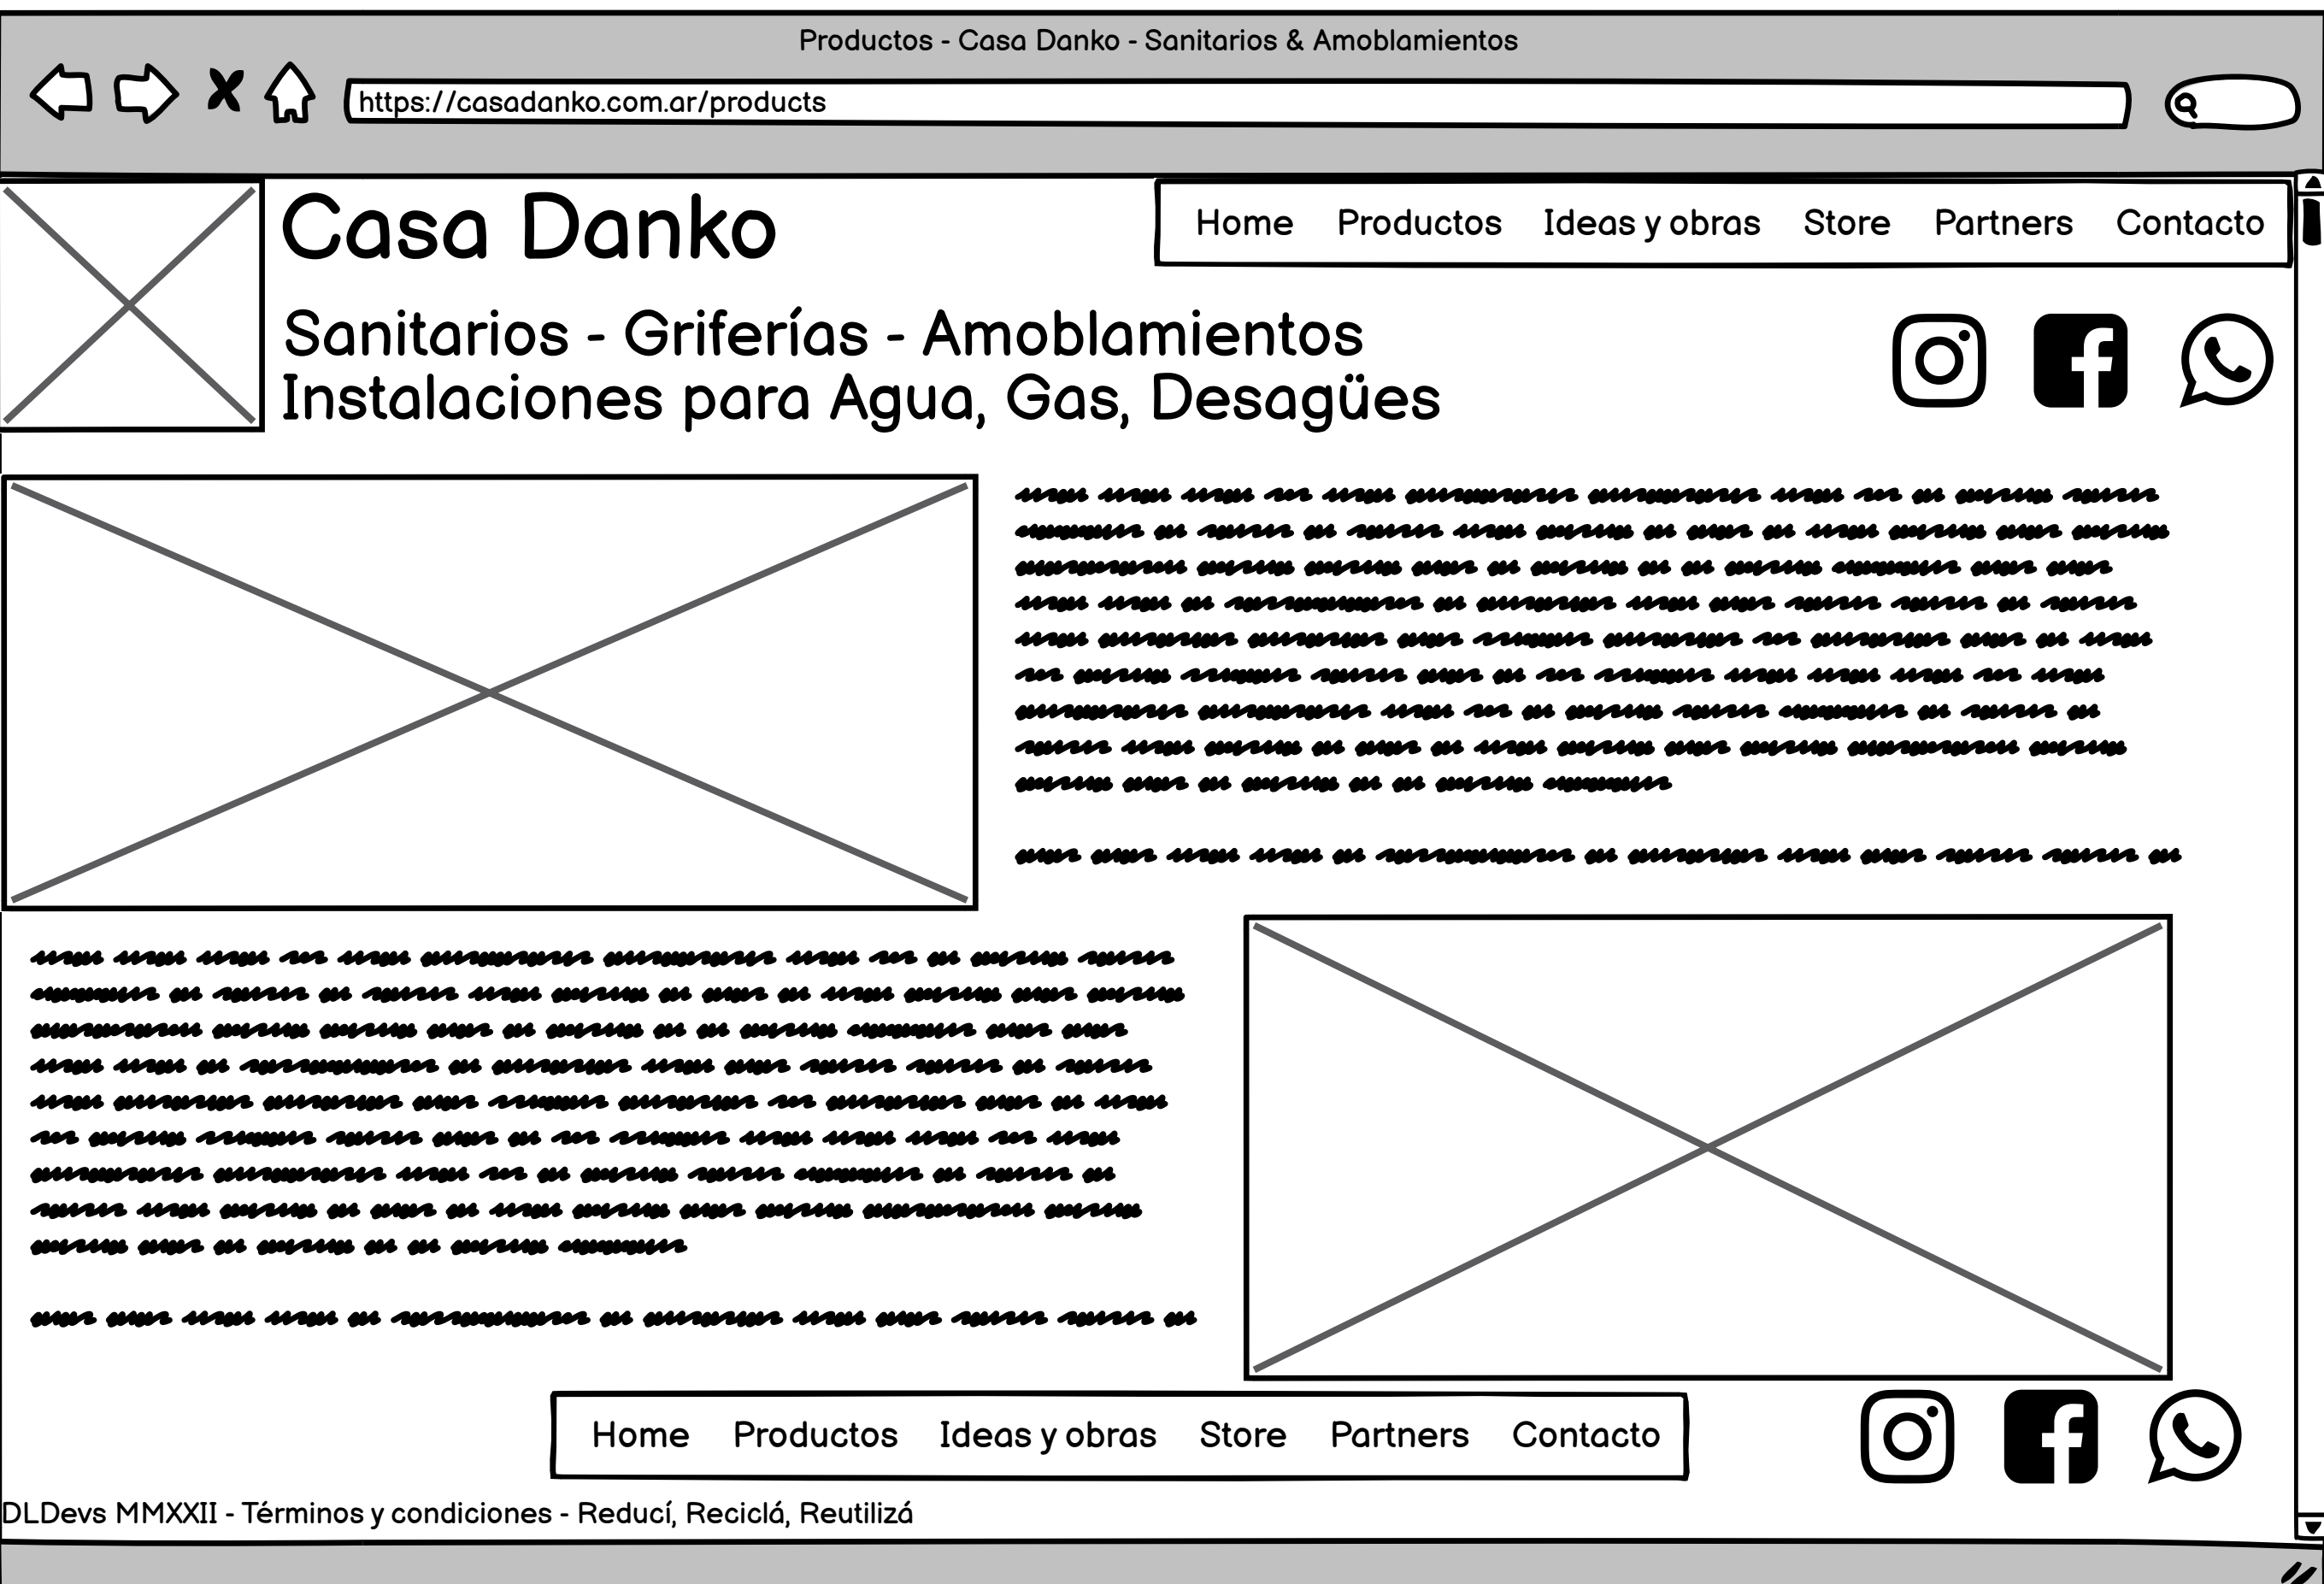 Productos - Casa Danko - Sanitarios & Amoblamientos
https://casadanko.com.ar/products
Casa Danko
Home Productos Ideas y obras Store Partners Contacto
Sanitarios - Griferías - Amoblamientos
Instalaciones para Agua, Gas, Desagües
Home Productos Ideas y obras Store Partners Contacto
DLDevs MMXXII - Términos y condiciones - Reducí, Reciclá, Reutilizá